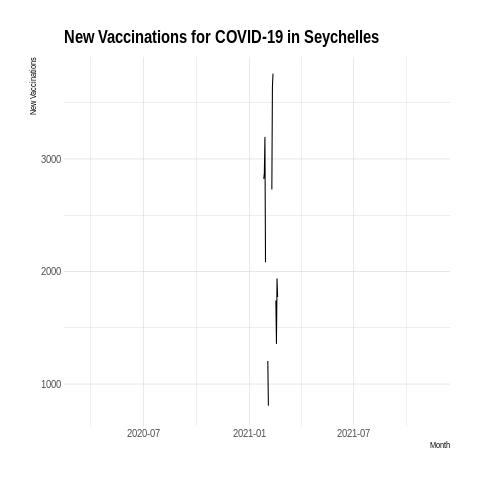 New Vaccinations for COVID-19 in Seychelles
New Vaccinations
3000
2000
1000
2020-07 2021-01 2021-07
Month